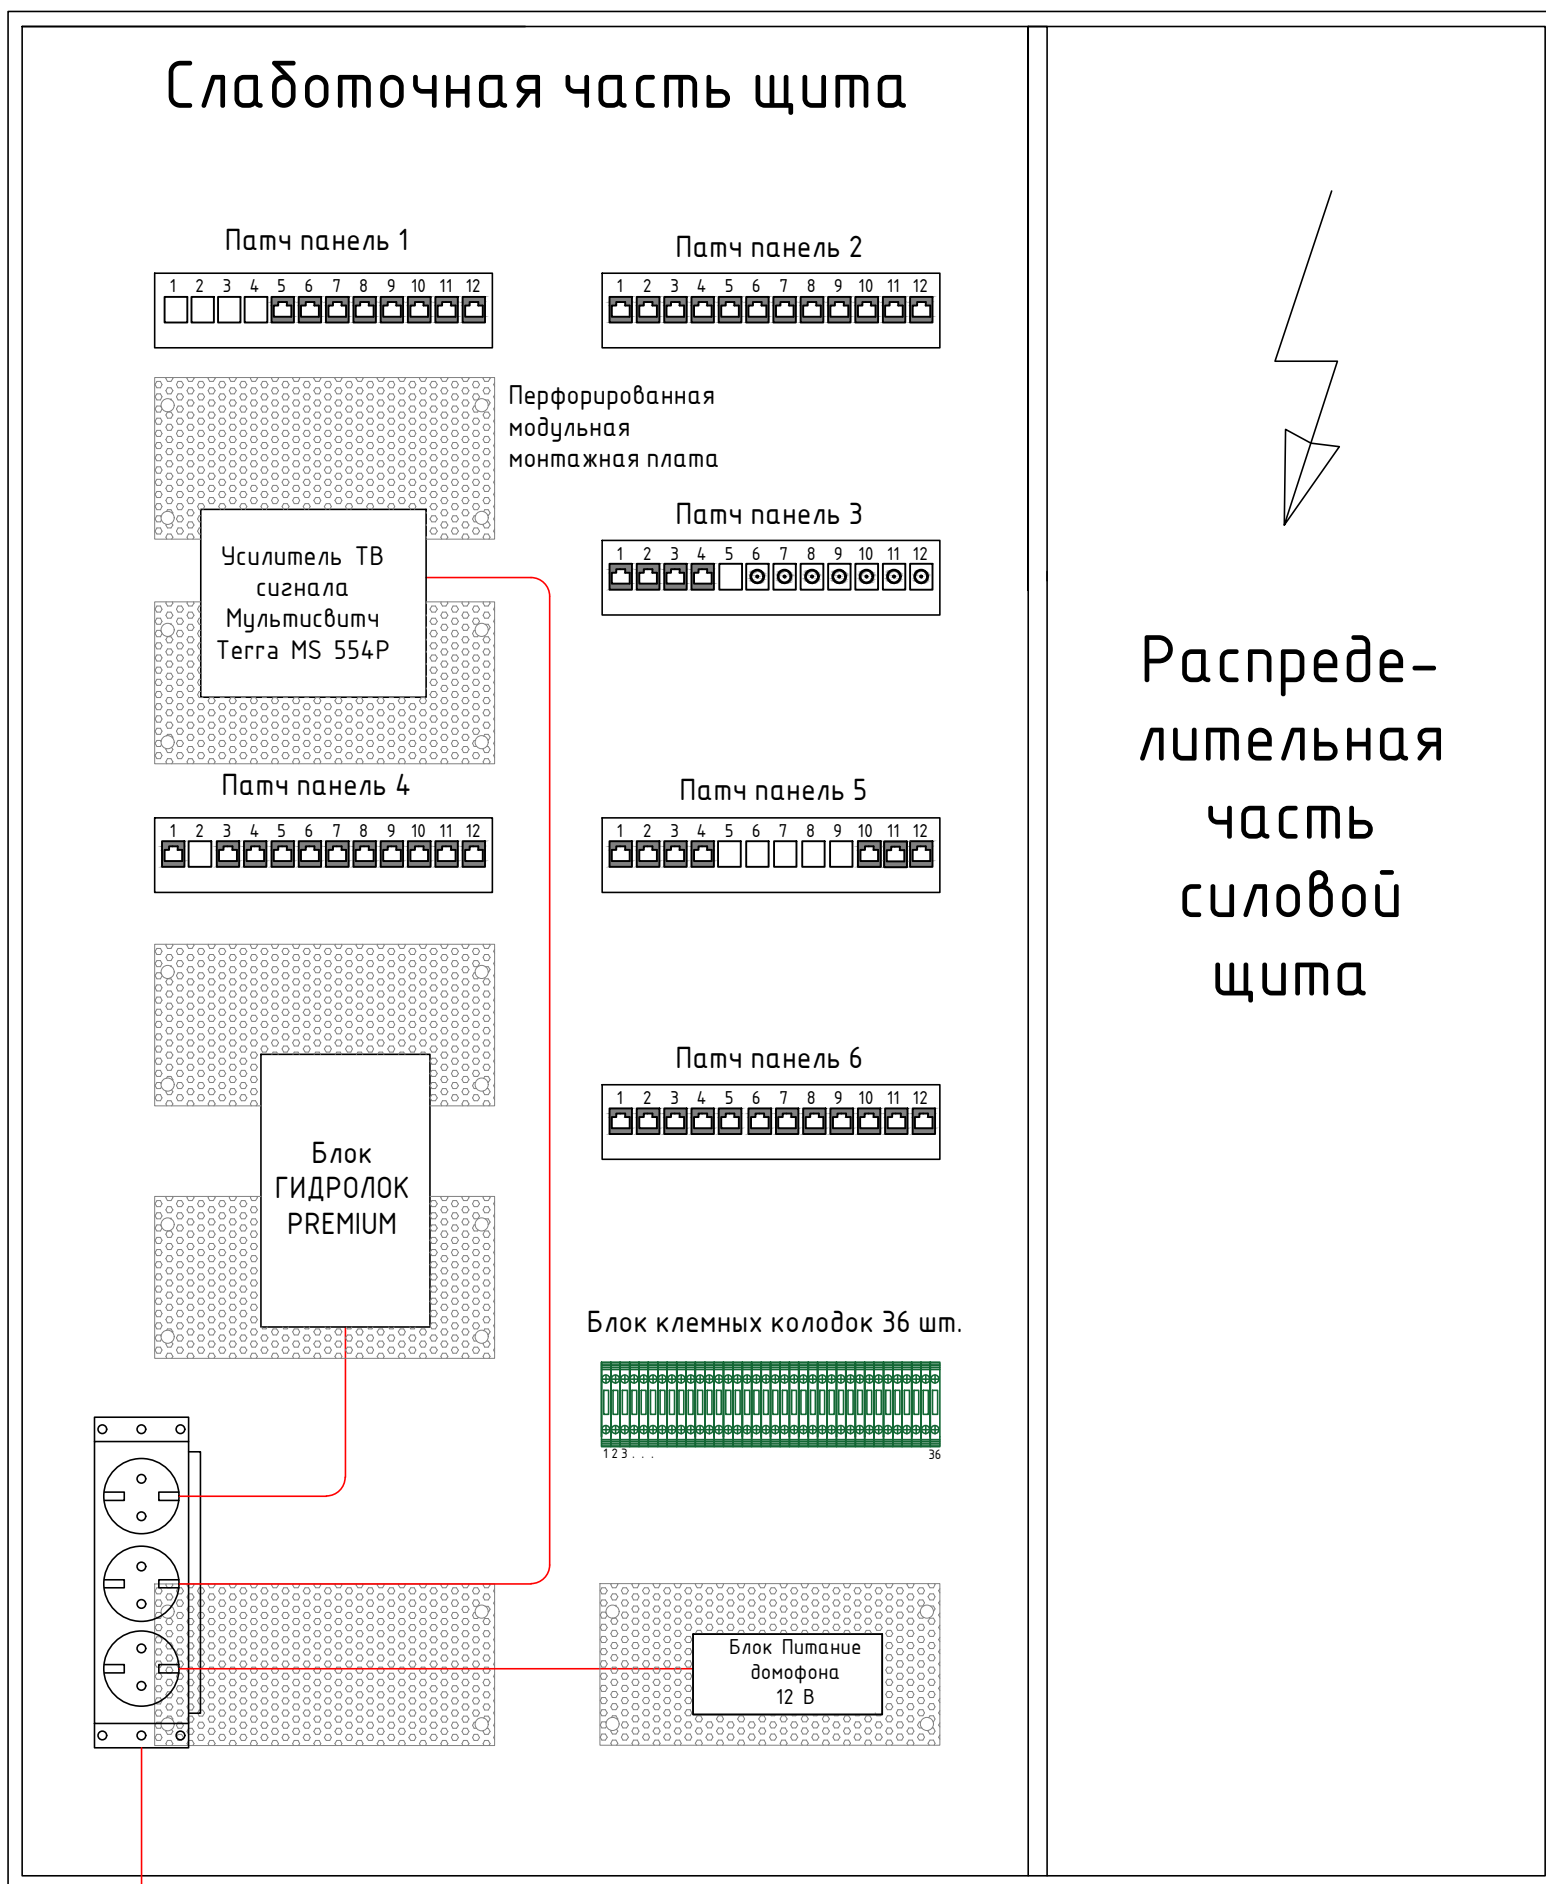 Слаботочная часть щита
Патч панель 1
1 2 3 4 5 6 7 8 9 10 11 12
Патч панель 2
1 2 3 4 5 6 7 8 9 10 11 12
Перфорированная
модульная
монтажная плата
Усилитель ТВ
сигнала
Мультисвитч
Terra MS 554P
Патч панель 3
1 2 3 4 5 6 7 8 9 10 11 12
Патч панель 4
1 2 3 4 5 6 7 8 9 10 11 12
Патч панель 5
1 2 3 4 5 6 7 8 9 10 11 12
Блок
ГИДРОЛОК
PREMIUM
Патч панель 6
1 2 3 4 5 6 7 8 9 10 11 12
Блок клемных колодок 36 шт.
1 2 3 . . . 36
Блок Питание
домофона
12 В
Распреде-
лительная
часть
силовой
щита